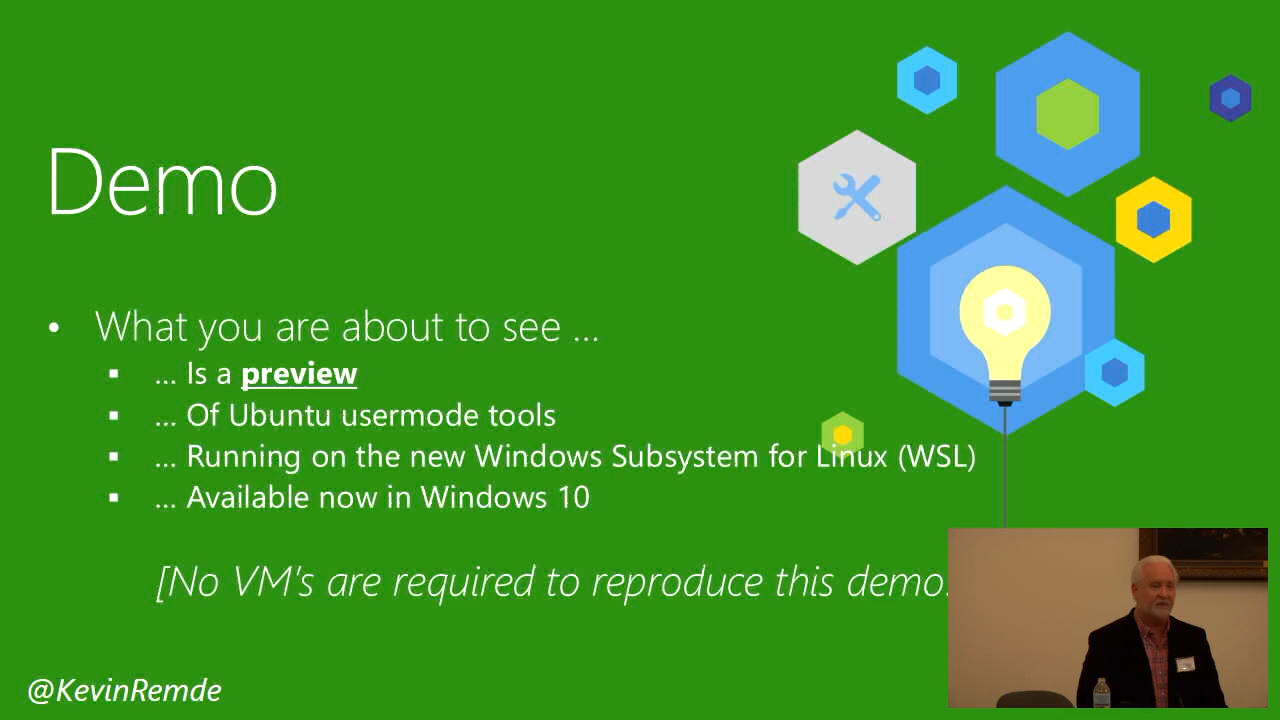 Demo
• What you are about to see ...
▪ ... Is a preview
▪ ... Of Ubuntu usermode tools
▪ ... Running on the new Windows Subsystem for Linux (WSL)
▪ ... Available now in Windows 10
[No VM's are required to reproduce this demo.
@KevinRemde